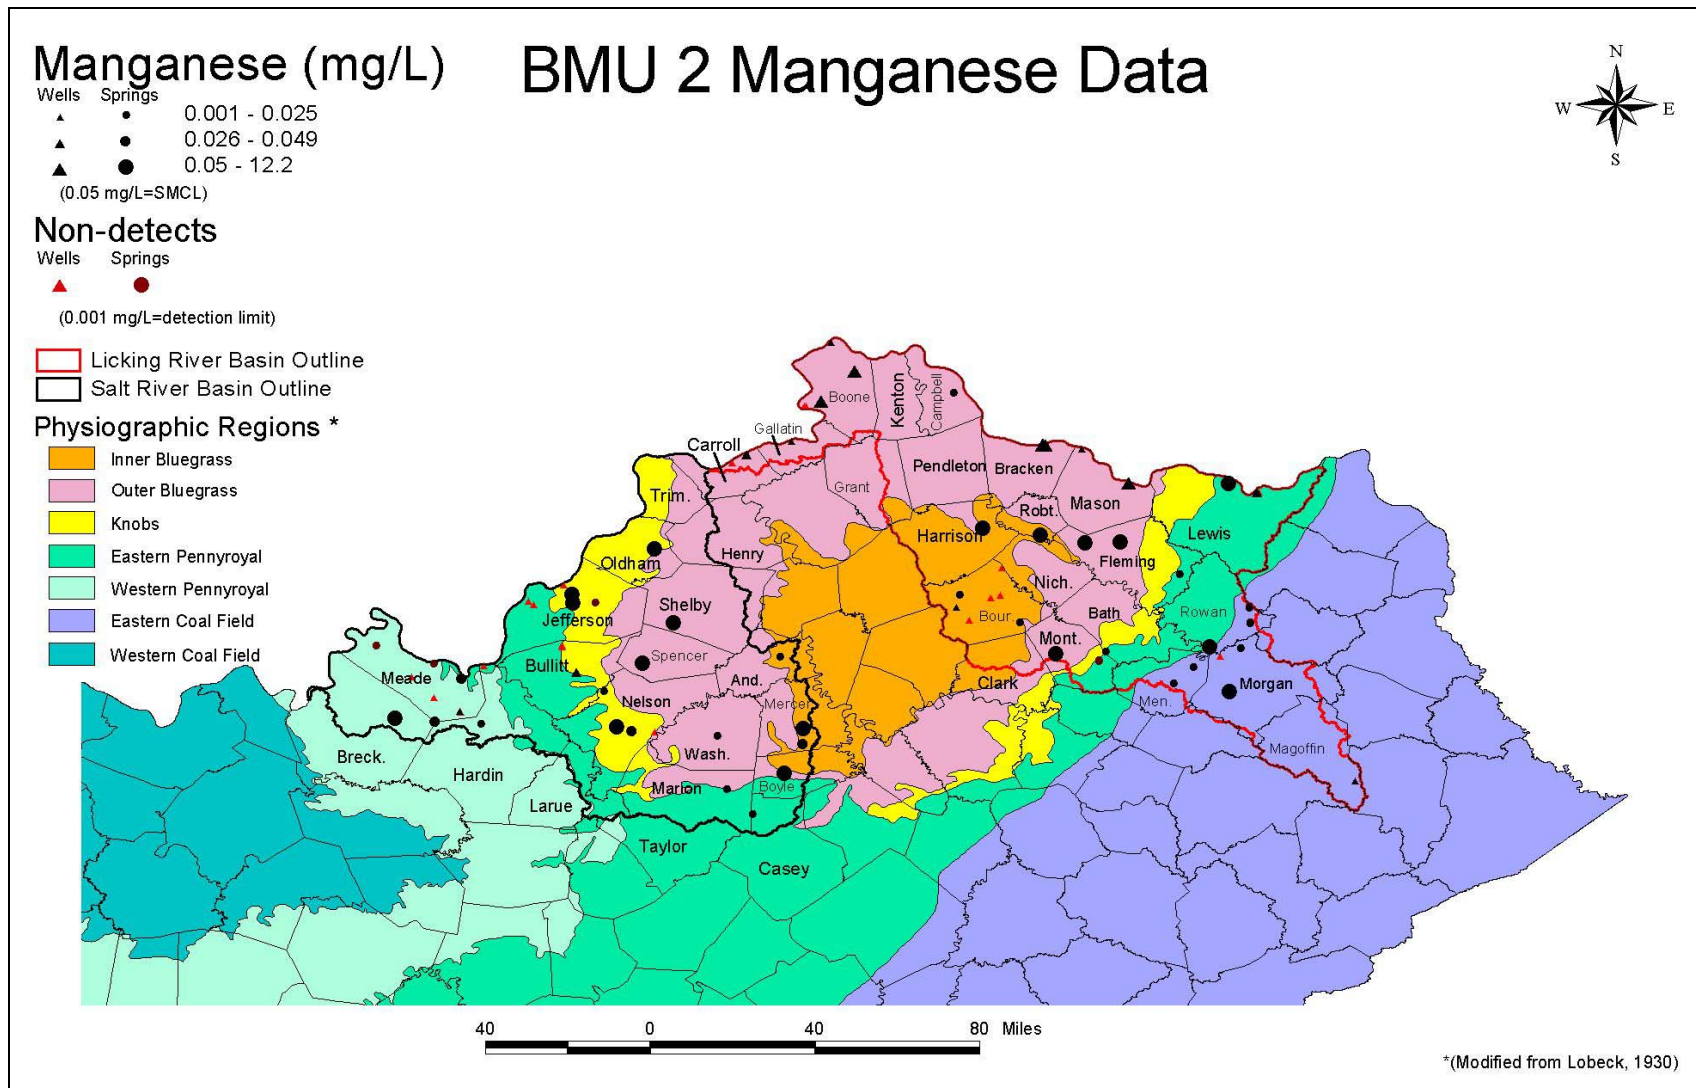 Manganese (mg/L)
BMU 2 Manganese Data
Wells Springs
0.001 - 0.025
0.026 - 0.049
0.05 - 12.2
(0.05 mg/L=SMCL)
Non-detects
Wells Springs
(0.001 mg/L=detection limit)
Licking River Basin Outline
Salt River Basin Outline
Physiographic Regions *
Inner Bluegrass
Outer Bluegrass
Knobs
Eastern Pennyroyal
Western Pennyroyal
Eastern Coal Field
Western Coal Field
N
W E
S
Boone
Kenton
Campbell
Gallatin
Carroll
Pendleton
Bracken
Grant
Trim.
Mason
Robt.
Harrison
Lewis
Henry
Oldham
Fleming
Nich.
Shelby
Jefferson
Bour.
Bath
Rowan
Mont.
Spencer
Bullitt
Meade
And.
Clark
Morgan
Nelson
Mercer
Men.
Wash.
Magoffin
Breck.
Hardin
Marion
Boyle
Larue
Taylor
Casey
40 0 40 80 Miles
*(Modified from Lobeck, 1930)